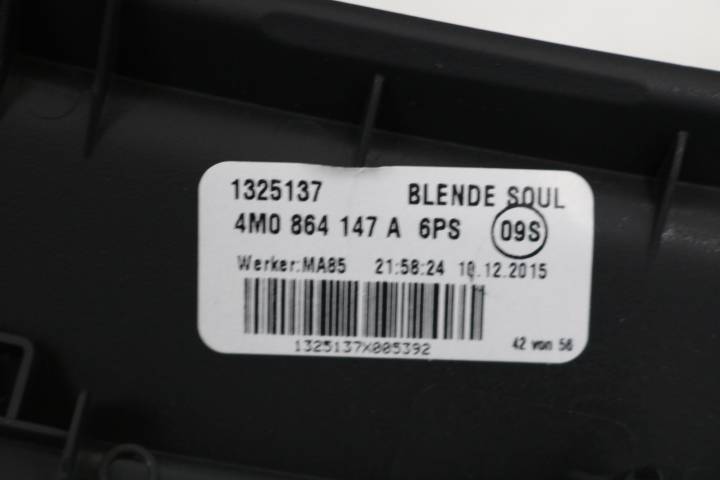 1325137 BLENDE SOUL
4M0 864 147 A 6PS 09S
Werker:MA85 21:58:24 10.12.2015
1325137X005392 42 von 56